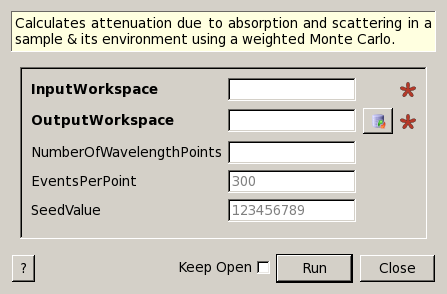 Calculates attenuation due to absorption and scattering in a
sample & its environment using a weighted Monte Carlo.
InputWorkspace *
OutputWorkspace *
NumberOfWavelengthPoints
EventsPerPoint 300
SeedValue 123456789
? Keep Open Run Close